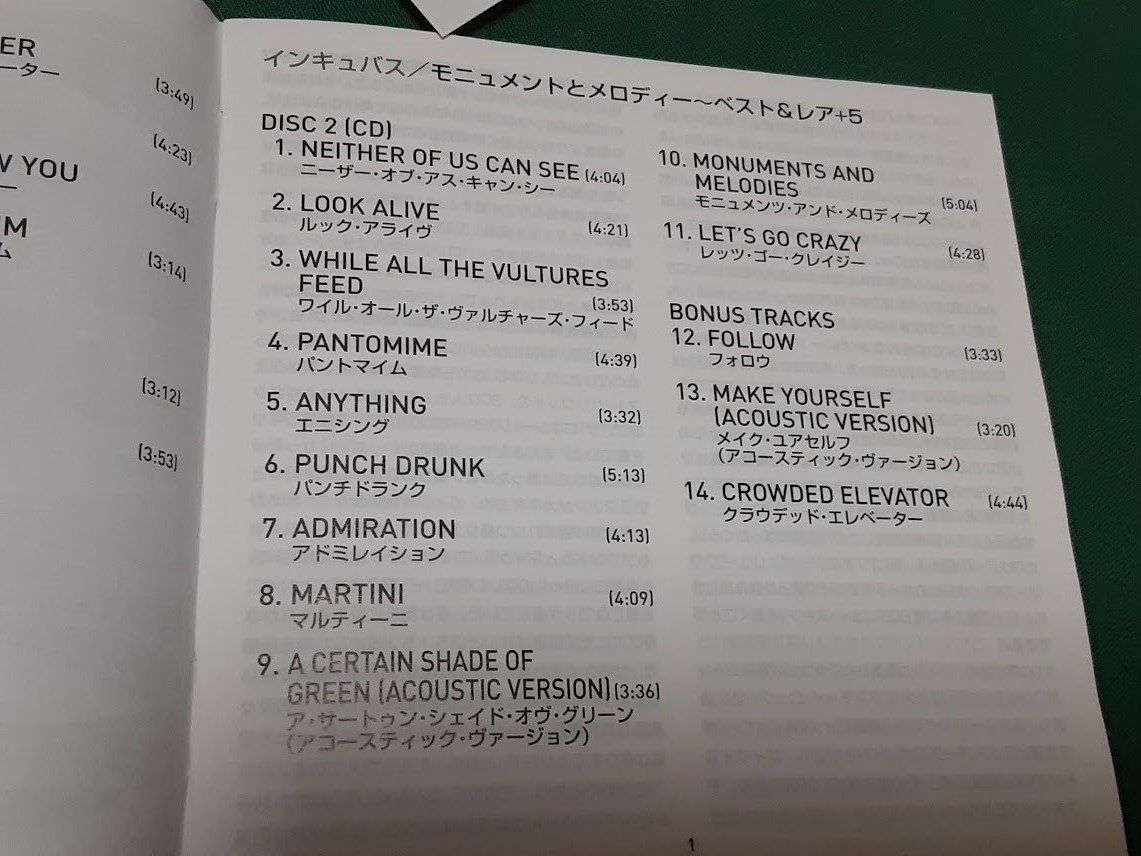 ER
ーター
(3:49)
(4:23)
W YOU
ー
(4:43)
UM
ム
(3:14)
(3:12)
(3:53)
インキュバス／モニュメントとメロディー〜ベスト&レア+5
DISC 2 (CD)
1. NEITHER OF US CAN SEE (4:04)
ニーザー・オブ・アス・キャン・シー
2. LOOK ALIVE (4:21)
ルック・アライヴ
3. WHILE ALL THE VULTURES
FEED (3:53)
ワイル・オール・ザ・ヴァルチャーズ・フィード
4. PANTOMIME (4:39)
パントマイム
5. ANYTHING (3:32)
エニシング
6. PUNCH DRUNK (5:13)
パンチドランク
7. ADMIRATION (4:13)
アドミレイション
8. MARTINI (4:09)
マルティーニ
9. A CERTAIN SHADE OF
GREEN (ACOUSTIC VERSION) (3:36)
ア・サートゥン・シェイド・オヴ・グリーン
(アコースティック・ヴァージョン)
10. MONUMENTS AND
MELODIES (5:04)
モニュメンツ・アンド・メロディーズ
11. LET'S GO CRAZY (4:28)
レッツ・ゴー・クレイジー
BONUS TRACKS
12. FOLLOW (3:33)
フォロウ
13. MAKE YOURSELF
(ACOUSTIC VERSION) (3:20)
メイク・ユアセルフ
(アコースティック・ヴァージョン)
14. CROWDED ELEVATOR (4:44)
クラウデッド・エレベーター
1